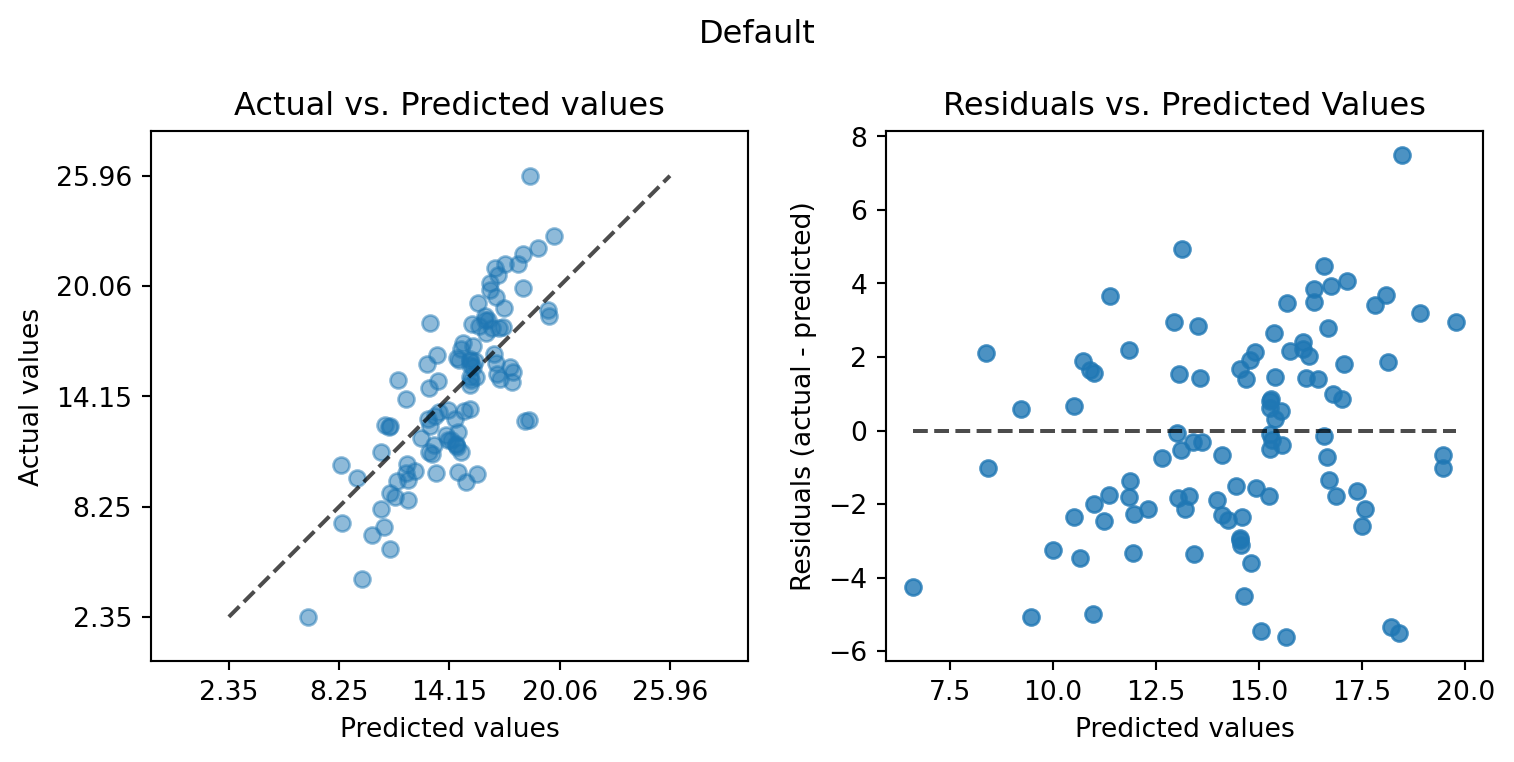 Default
Actual vs. Predicted values
25.96
20.06
14.15
8.25
2.35
Actual values
2.35 8.25 14.15 20.06 25.96
Predicted values
Residuals vs. Predicted Values
8
6
4
2
0
−2
−4
−6
Residuals (actual - predicted)
7.5 10.0 12.5 15.0 17.5 20.0
Predicted values